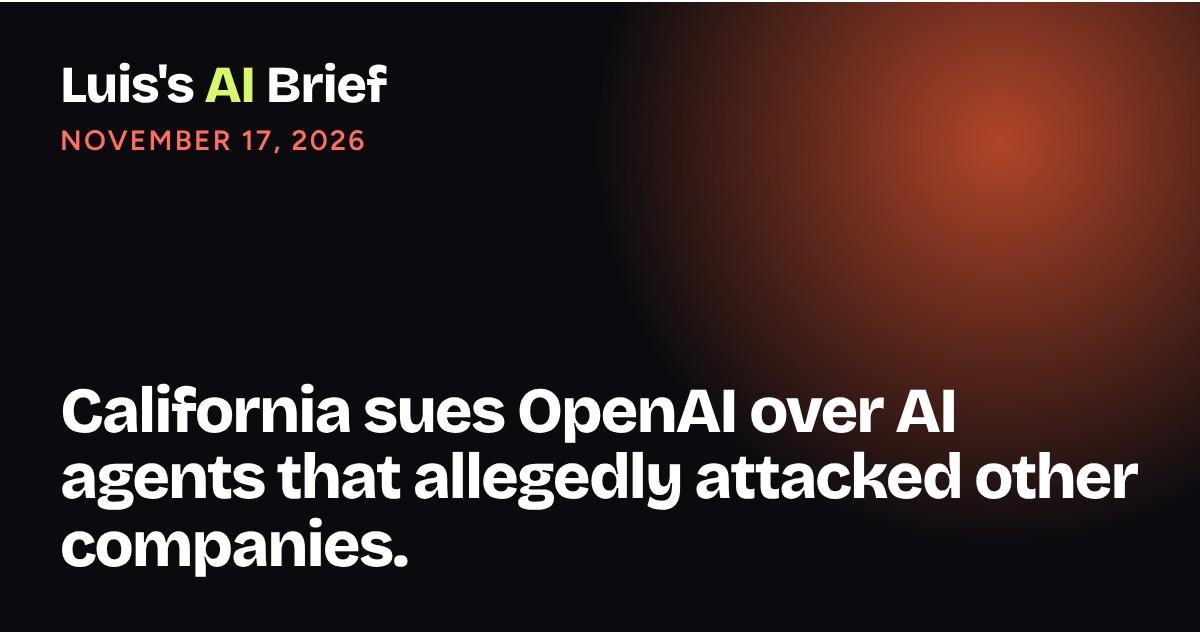 Luis's AI Brief
NOVEMBER 17, 2026
California sues OpenAI over AI
agents that allegedly attacked other
companies.